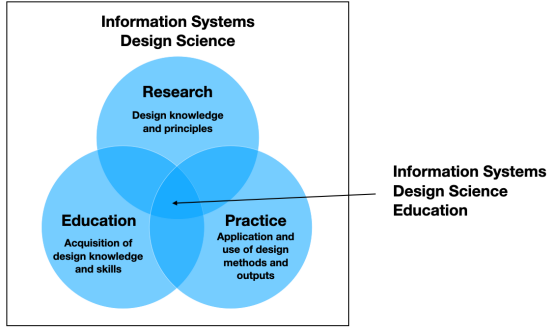 Information Systems
Design Science
Research
Design knowledge
and principles
Education
Acquisition of
design knowledge
and skills
Practice
Application and
use of design
methods and
outputs
Information Systems
Design Science
Education